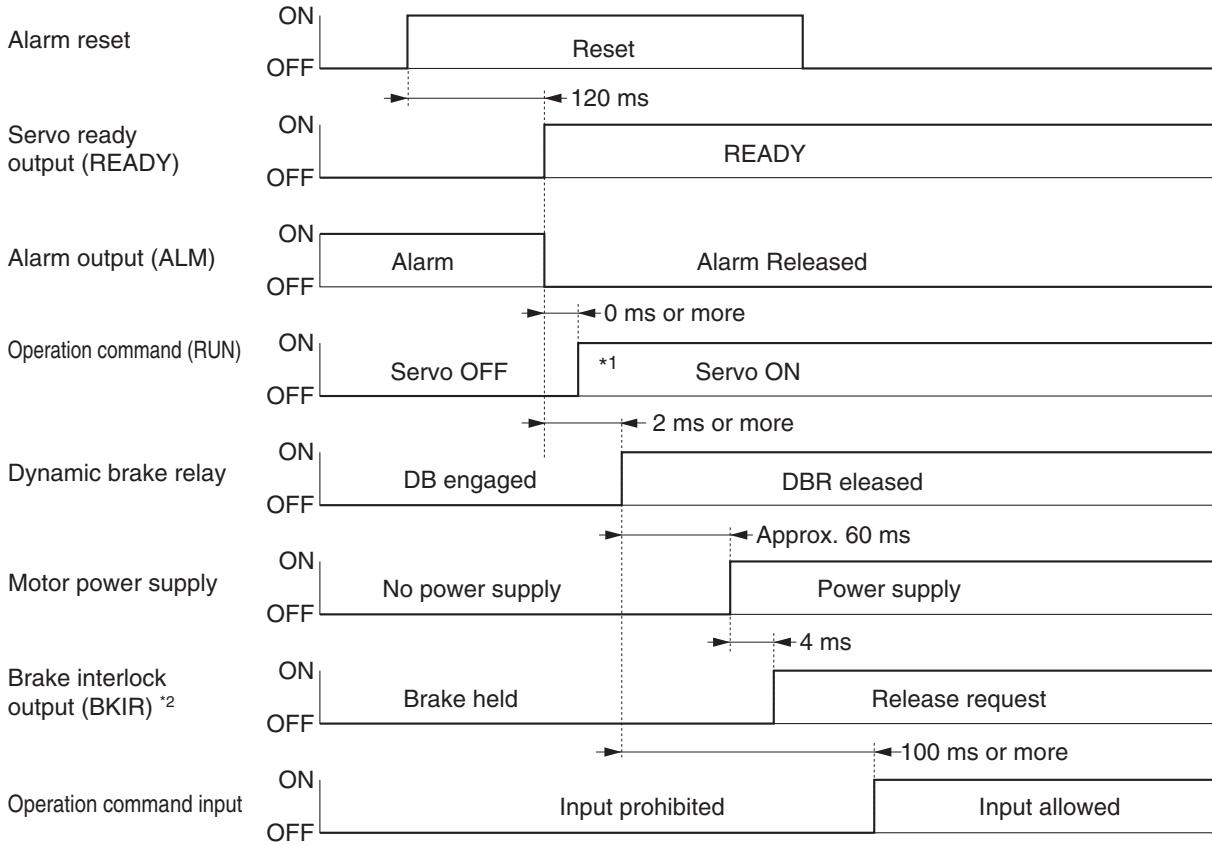 ON
Alarm reset
Reset
OFF
120 ms
ON
Servo ready
output (READY)
READY
OFF
ON
Alarm output (ALM)
Alarm
Alarm Released
OFF
0 ms or more
ON
Operation command (RUN)
Servo OFF
*1
Servo ON
OFF
2 ms or more
ON
Dynamic brake relay
DB engaged
DBR eleased
OFF
Approx. 60 ms
ON
Motor power supply
No power supply
Power supply
OFF
4 ms
ON
Brake interlock
output (BKIR) *2
Brake held
Release request
OFF
100 ms or more
ON
Operation command input
Input prohibited
Input allowed
OFF